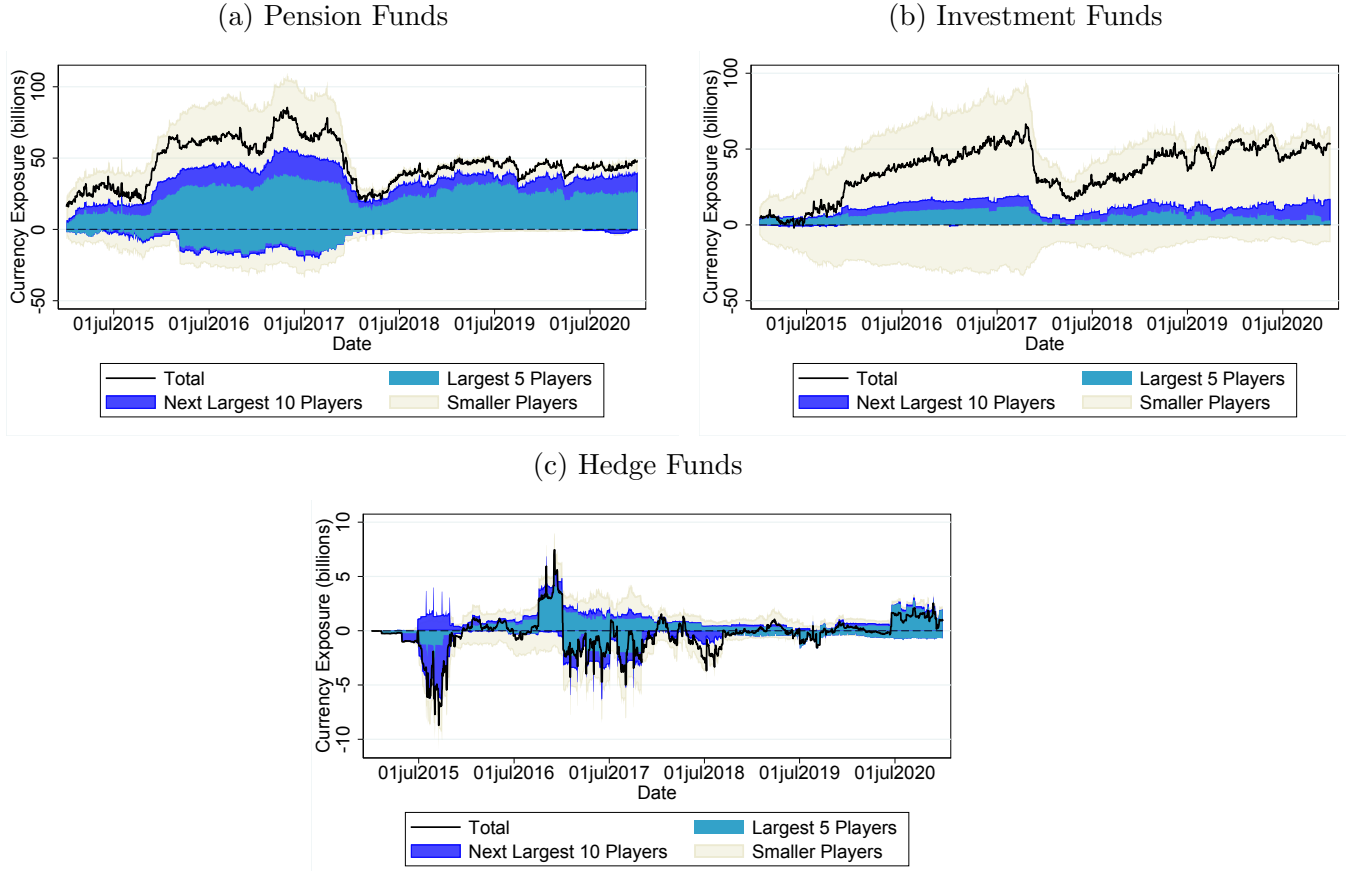 (a) Pension Funds
(b) Investment Funds
Currency Exposure (billions)
100
50
0
-50
01jul2015 01jul2016 01jul2017 01jul2018 01jul2019 01jul2020
Date
Total
Largest 5 Players
Next Largest 10 Players
Smaller Players
Currency Exposure (billions)
100
50
0
-50
01jul2015 01jul2016 01jul2017 01jul2018 01jul2019 01jul2020
Date
Total
Largest 5 Players
Next Largest 10 Players
Smaller Players
(c) Hedge Funds
Currency Exposure (billions)
10
5
0
-5
-10
01jul2015 01jul2016 01jul2017 01jul2018 01jul2019 01jul2020
Date
Total
Largest 5 Players
Next Largest 10 Players
Smaller Players